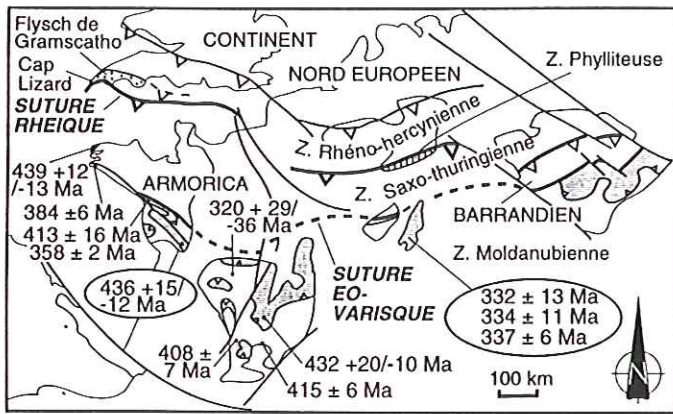 Flysch de
Gramscatho
CONTINENT
NORD EUROPEEN
Z. Phylliteuse
Cap
Lizard
SUTURE
RHEIQUE
Z. Rhéno-hercynienne
439 +12
/-13 Ma
ARMORICA
Z. Saxo-thuringienne
384 ±6 Ma
413 ± 16 Ma
358 ± 2 Ma
320 + 29/
-36 Ma
BARRANDIEN
Z. Moldanubienne
436 +15/
-12 Ma
SUTURE
EO-
VARISQUE
332 ± 13 Ma
334 ± 11 Ma
337 ± 6 Ma
408 ±
7 Ma
432 +20/-10 Ma
415 ± 6 Ma
100 km
N